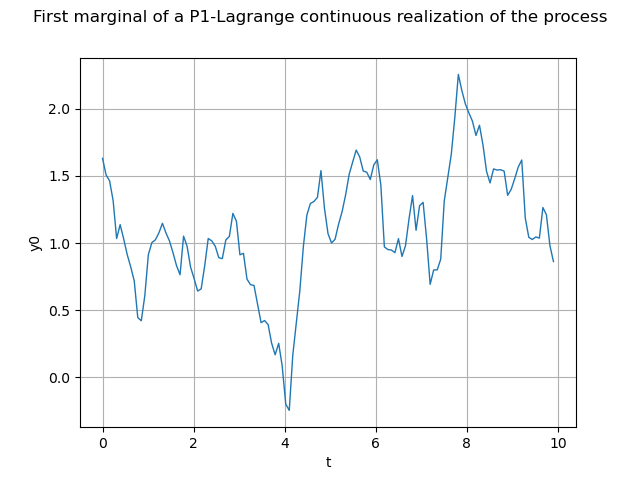 First marginal of a P1-Lagrange continuous realization of the process
2.0
1.5
1.0
0.5
0.0
y0
0 2 4 6 8 10
t